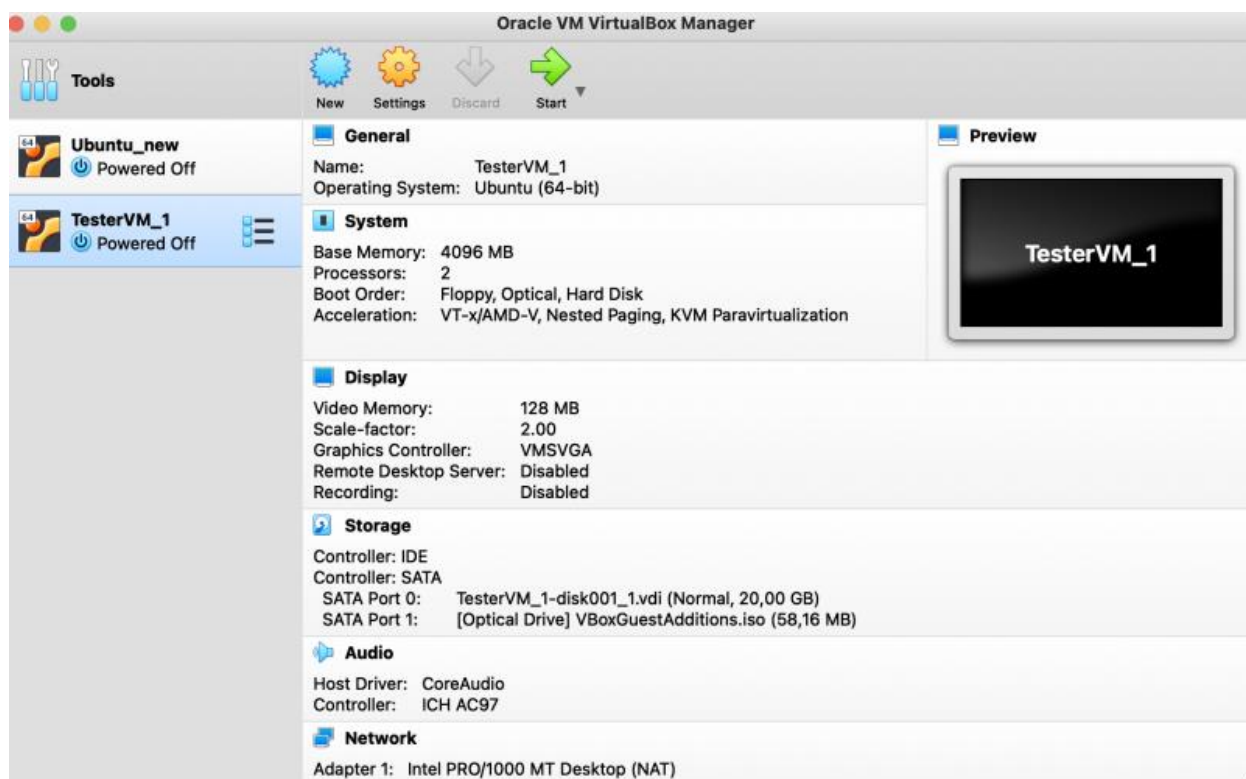 Oracle VM VirtualBox Manager
Tools
New Settings Discard Start
64
Ubuntu_new
Powered Off
64
TesterVM_1
Powered Off
General
Name: TesterVM_1
Operating System: Ubuntu (64-bit)
System
Base Memory: 4096 MB
Processors: 2
Boot Order: Floppy, Optical, Hard Disk
Acceleration: VT-x/AMD-V, Nested Paging, KVM Paravirtualization
Preview
TesterVM_1
Display
Video Memory: 128 MB
Scale-factor: 2.00
Graphics Controller: VMSVGA
Remote Desktop Server: Disabled
Recording: Disabled
Storage
Controller: IDE
Controller: SATA
SATA Port 0: TesterVM_1-disk001_1.vdi (Normal, 20,00 GB)
SATA Port 1: [Optical Drive] VBoxGuestAdditions.iso (58,16 MB)
Audio
Host Driver: CoreAudio
Controller: ICH AC97
Network
Adapter 1: Intel PRO/1000 MT Desktop (NAT)